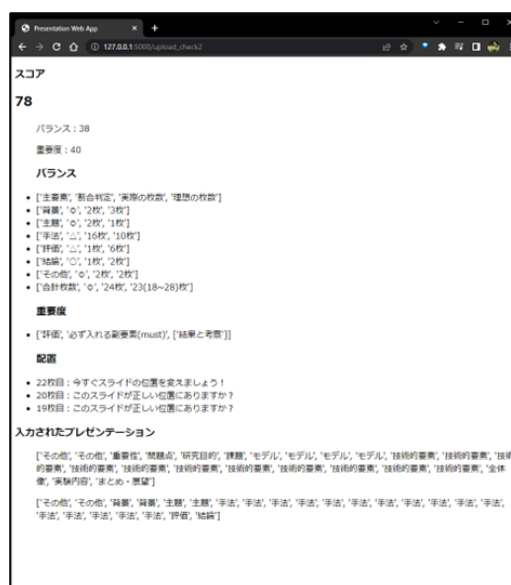 Presentation Web App
127.0.0.1:5000/upload_check2
スコア
78
バランス：38
重要度：40
バランス
['主要素', '割合判定', '実際の枚数', '理想の枚数']
['背景', '✡', '2枚', '3枚']
['主題', '✡', '2枚', '1枚']
['手法', '△', '16枚', '10枚']
['評価', '△', '1枚', '6枚']
['結論', '○', '1枚', '2枚']
['その他', '✡', '2枚', '2枚']
['合計枚数', '✡', '24枚', '23(18~28)枚']
重要度
['評価', '必ず入れる副要素(must)', ['結果と考察']]
配置
22枚目：今すぐスライドの位置を変えましょう！
20枚目：このスライドが正しい位置にありますか？
19枚目：このスライドが正しい位置にありますか？
入力されたプレゼンテーション
['その他', 'その他', '重要性', '問題点', '研究目的', '課題', 'モデル', 'モデル', 'モデル', 'モデル', '技術的要素', '技術的要素', '技術
的要素', '技術的要素', '技術的要素', '技術的要素', '技術的要素', '技術的要素', '技術的要素', '技術的要素', '技術的要素', '全体
像', '実験内容', 'まとめ・展望']
['その他', 'その他', '背景', '背景', '主題', '主題', '手法', '手法', '手法', '手法', '手法', '手法', '手法', '手法', '手法', '手法', '手法',
'手法', '手法', '手法', '手法', '手法', '評価', '結論']